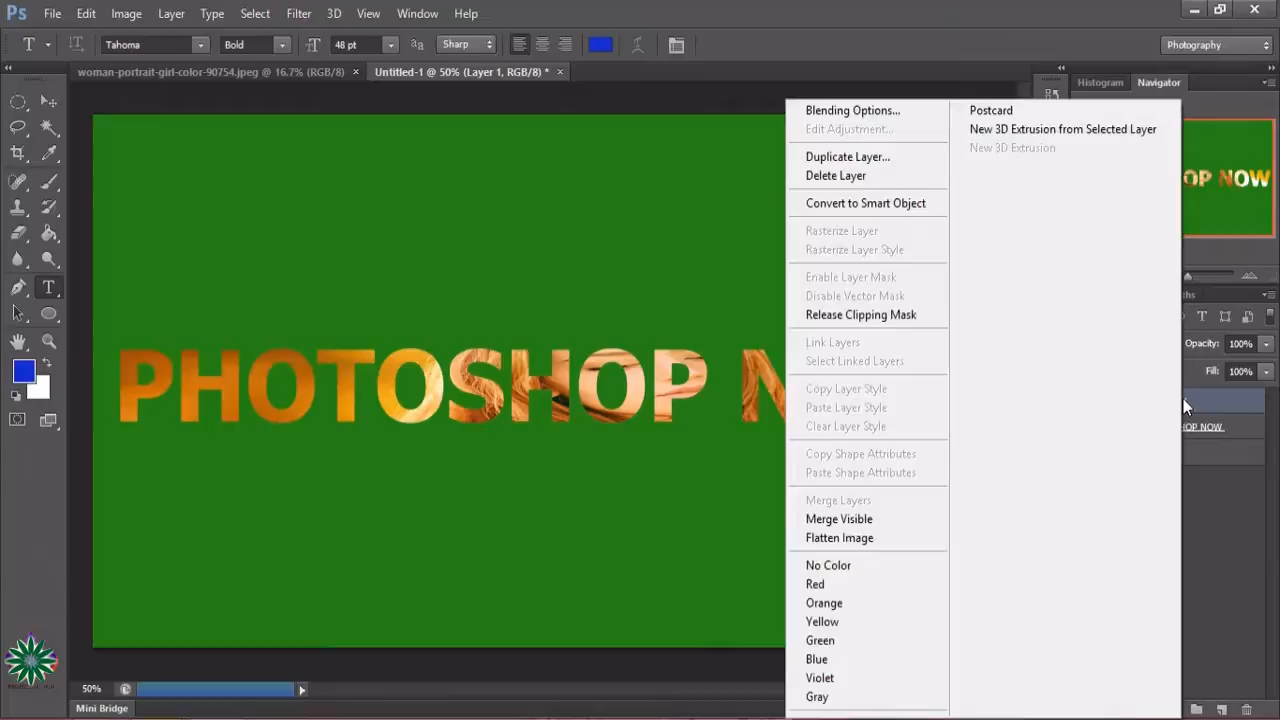 Ps File Edit Image Layer Type Select Filter 3D View Window Help
T Tahoma Bold 48 pt Sharp Photography
woman-portrait-girl-color-90754.jpeg @ 16.7% (RGB/8) × Untitled-1 @ 50% (Layer 1, RGB/8) * ×
Histogram Navigator
Blending Options...
Edit Adjustment...
Duplicate Layer...
Delete Layer
Convert to Smart Object
Rasterize Layer
Rasterize Layer Style
Enable Layer Mask
Disable Vector Mask
Release Clipping Mask
Link Layers
Select Linked Layers
Copy Layer Style
Paste Layer Style
Clear Layer Style
Copy Shape Attributes
Paste Shape Attributes
Merge Layers
Merge Visible
Flatten Image
No Color
Red
Orange
Yellow
Green
Blue
Violet
Gray
Postcard
New 3D Extrusion from Selected Layer
New 3D Extrusion
OP NOW
ths
Opacity: 100%
Fill: 100%
HOP NOW
PHOTOSHOP N
50%
Mini Bridge